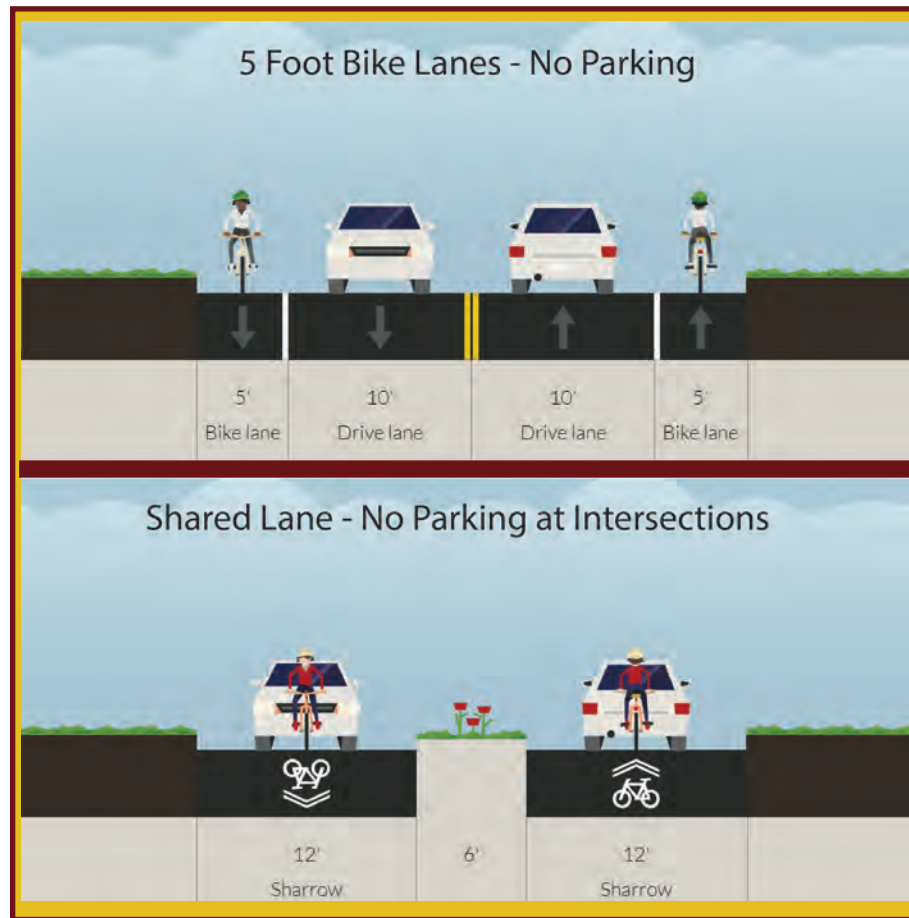 5 Foot Bike Lanes - No Parking
5' 10' 10' 5'
Bike lane Drive lane Drive lane Bike lane
Shared Lane - No Parking at Intersections
12' 6' 12'
Sharrow Sharrow